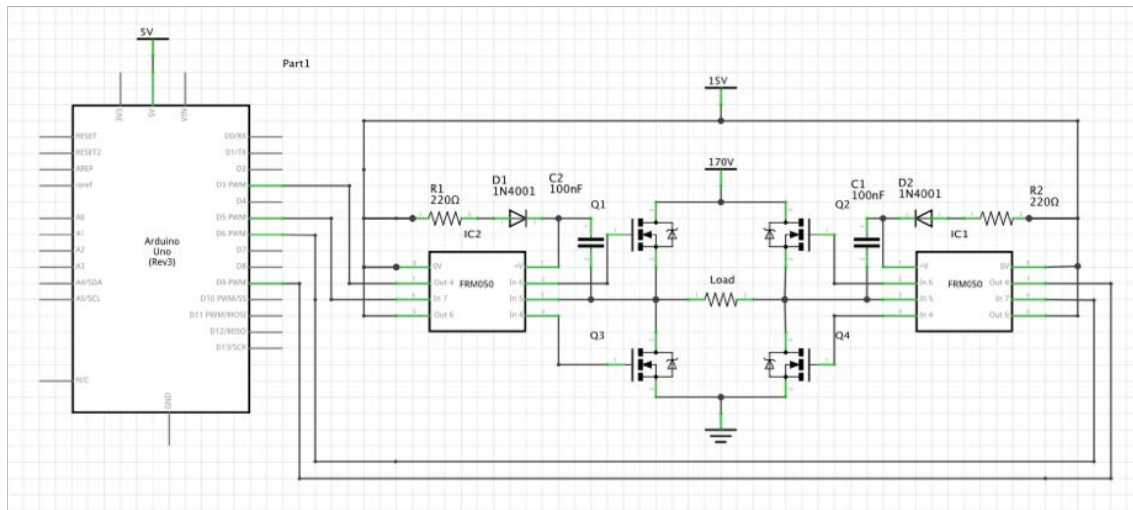 5V
Part1
3V3
5V
VIN
RESET
RESET2
AREF
ioref
A0
A1
A2
A3
A4/SDA
A5/SCL
N/C
D0/RX
D1/TX
D2
D3 PWM
D4
D5 PWM
D6 PWM
D7
D8
D9 PWM
D10 PWM/SS
D11 PWM/MOSI
D12/MISO
D13/SCK
GND
Arduino
Uno
(Rev3)
15V
170V
R1
220Ω
D1
1N4001
C2
100nF
Q1
IC2
0V
Out 4
In 7
Out 6
FRM050
+V
In 6
In 5
In 4
Q3
Load
Q2
C1
100nF
D2
1N4001
R2
220Ω
IC1
+V
In 6
In 5
In 4
FRM050
0V
Out 4
In 7
Out 6
Q4